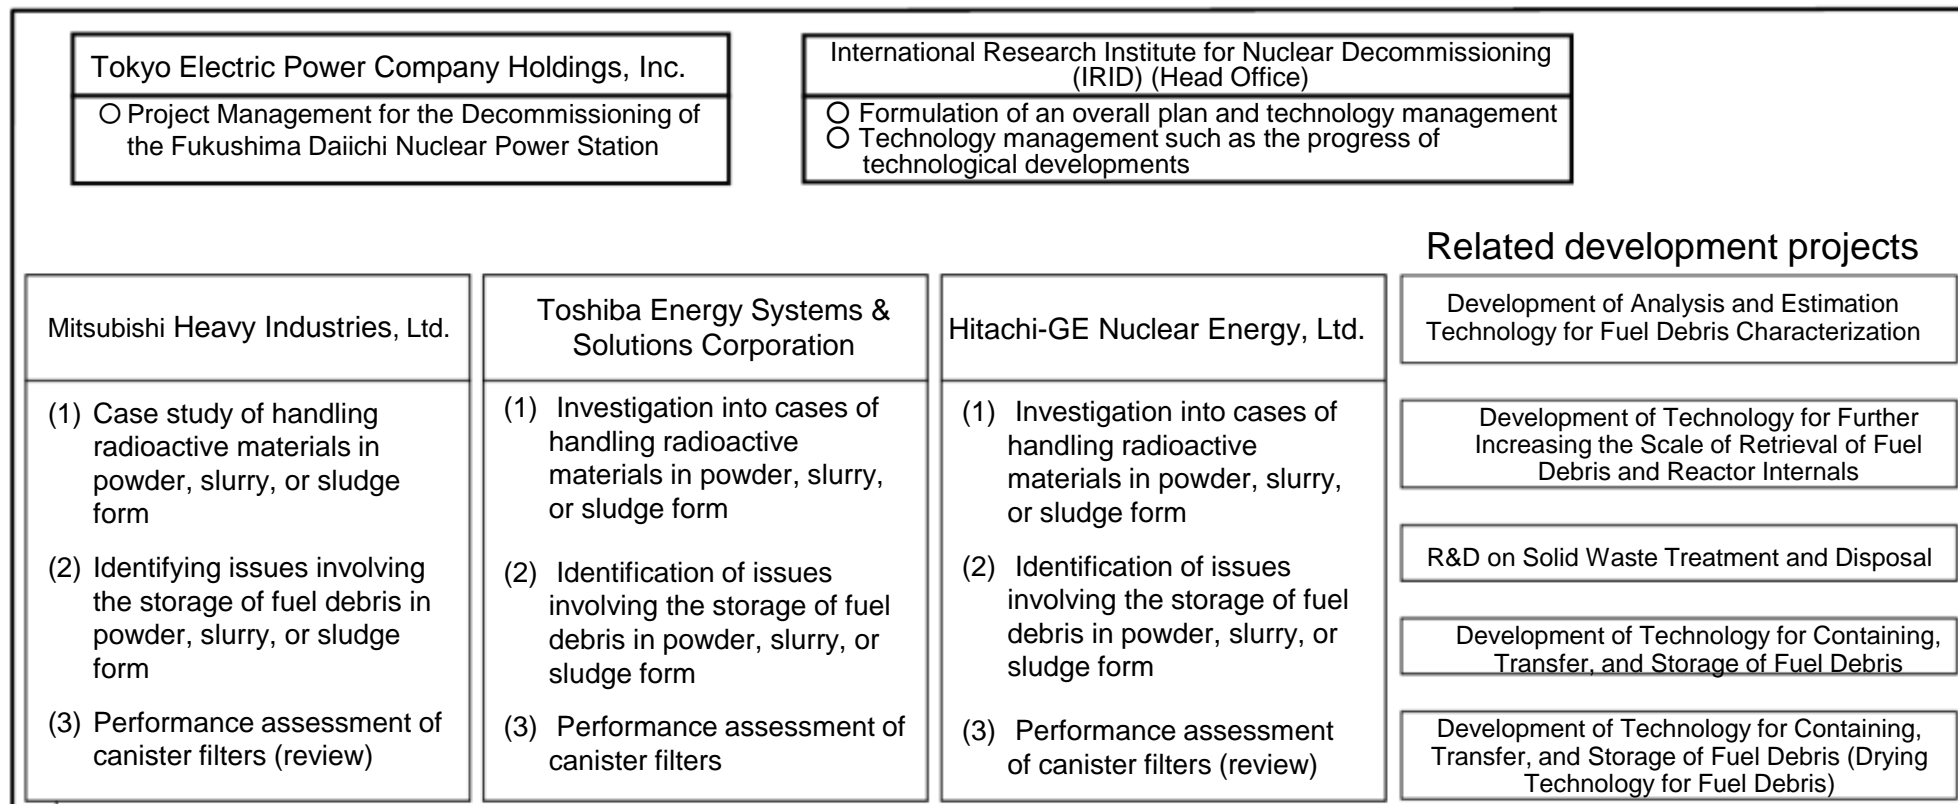 Tokyo Electric Power Company Holdings, Inc.
○ Project Management for the Decommissioning of
the Fukushima Daiichi Nuclear Power Station
International Research Institute for Nuclear Decommissioning
(IRID) (Head Office)
○ Formulation of an overall plan and technology management
○ Technology management such as the progress of
technological developments
Mitsubishi Heavy Industries, Ltd.
(1) Case study of handling
radioactive materials in
powder, slurry, or sludge
form
(2) Identifying issues involving
the storage of fuel debris in
powder, slurry, or sludge
form
(3) Performance assessment of
canister filters (review)
Toshiba Energy Systems &
Solutions Corporation
(1) Investigation into cases of
handling radioactive
materials in powder, slurry,
or sludge form
(2) Identification of issues
involving the storage of fuel
debris in powder, slurry, or
sludge form
(3) Performance assessment of
canister filters
Hitachi-GE Nuclear Energy, Ltd.
(1) Investigation into cases of
handling radioactive
materials in powder, slurry,
or sludge form
(2) Identification of issues
involving the storage of fuel
debris in powder, slurry, or
sludge form
(3) Performance assessment
of canister filters (review)
Related development projects
Development of Analysis and Estimation
Technology for Fuel Debris Characterization
Development of Technology for Further
Increasing the Scale of Retrieval of Fuel
Debris and Reactor Internals
R&D on Solid Waste Treatment and Disposal
Development of Technology for Containing,
Transfer, and Storage of Fuel Debris
Development of Technology for Containing,
Transfer, and Storage of Fuel Debris (Drying
Technology for Fuel Debris)